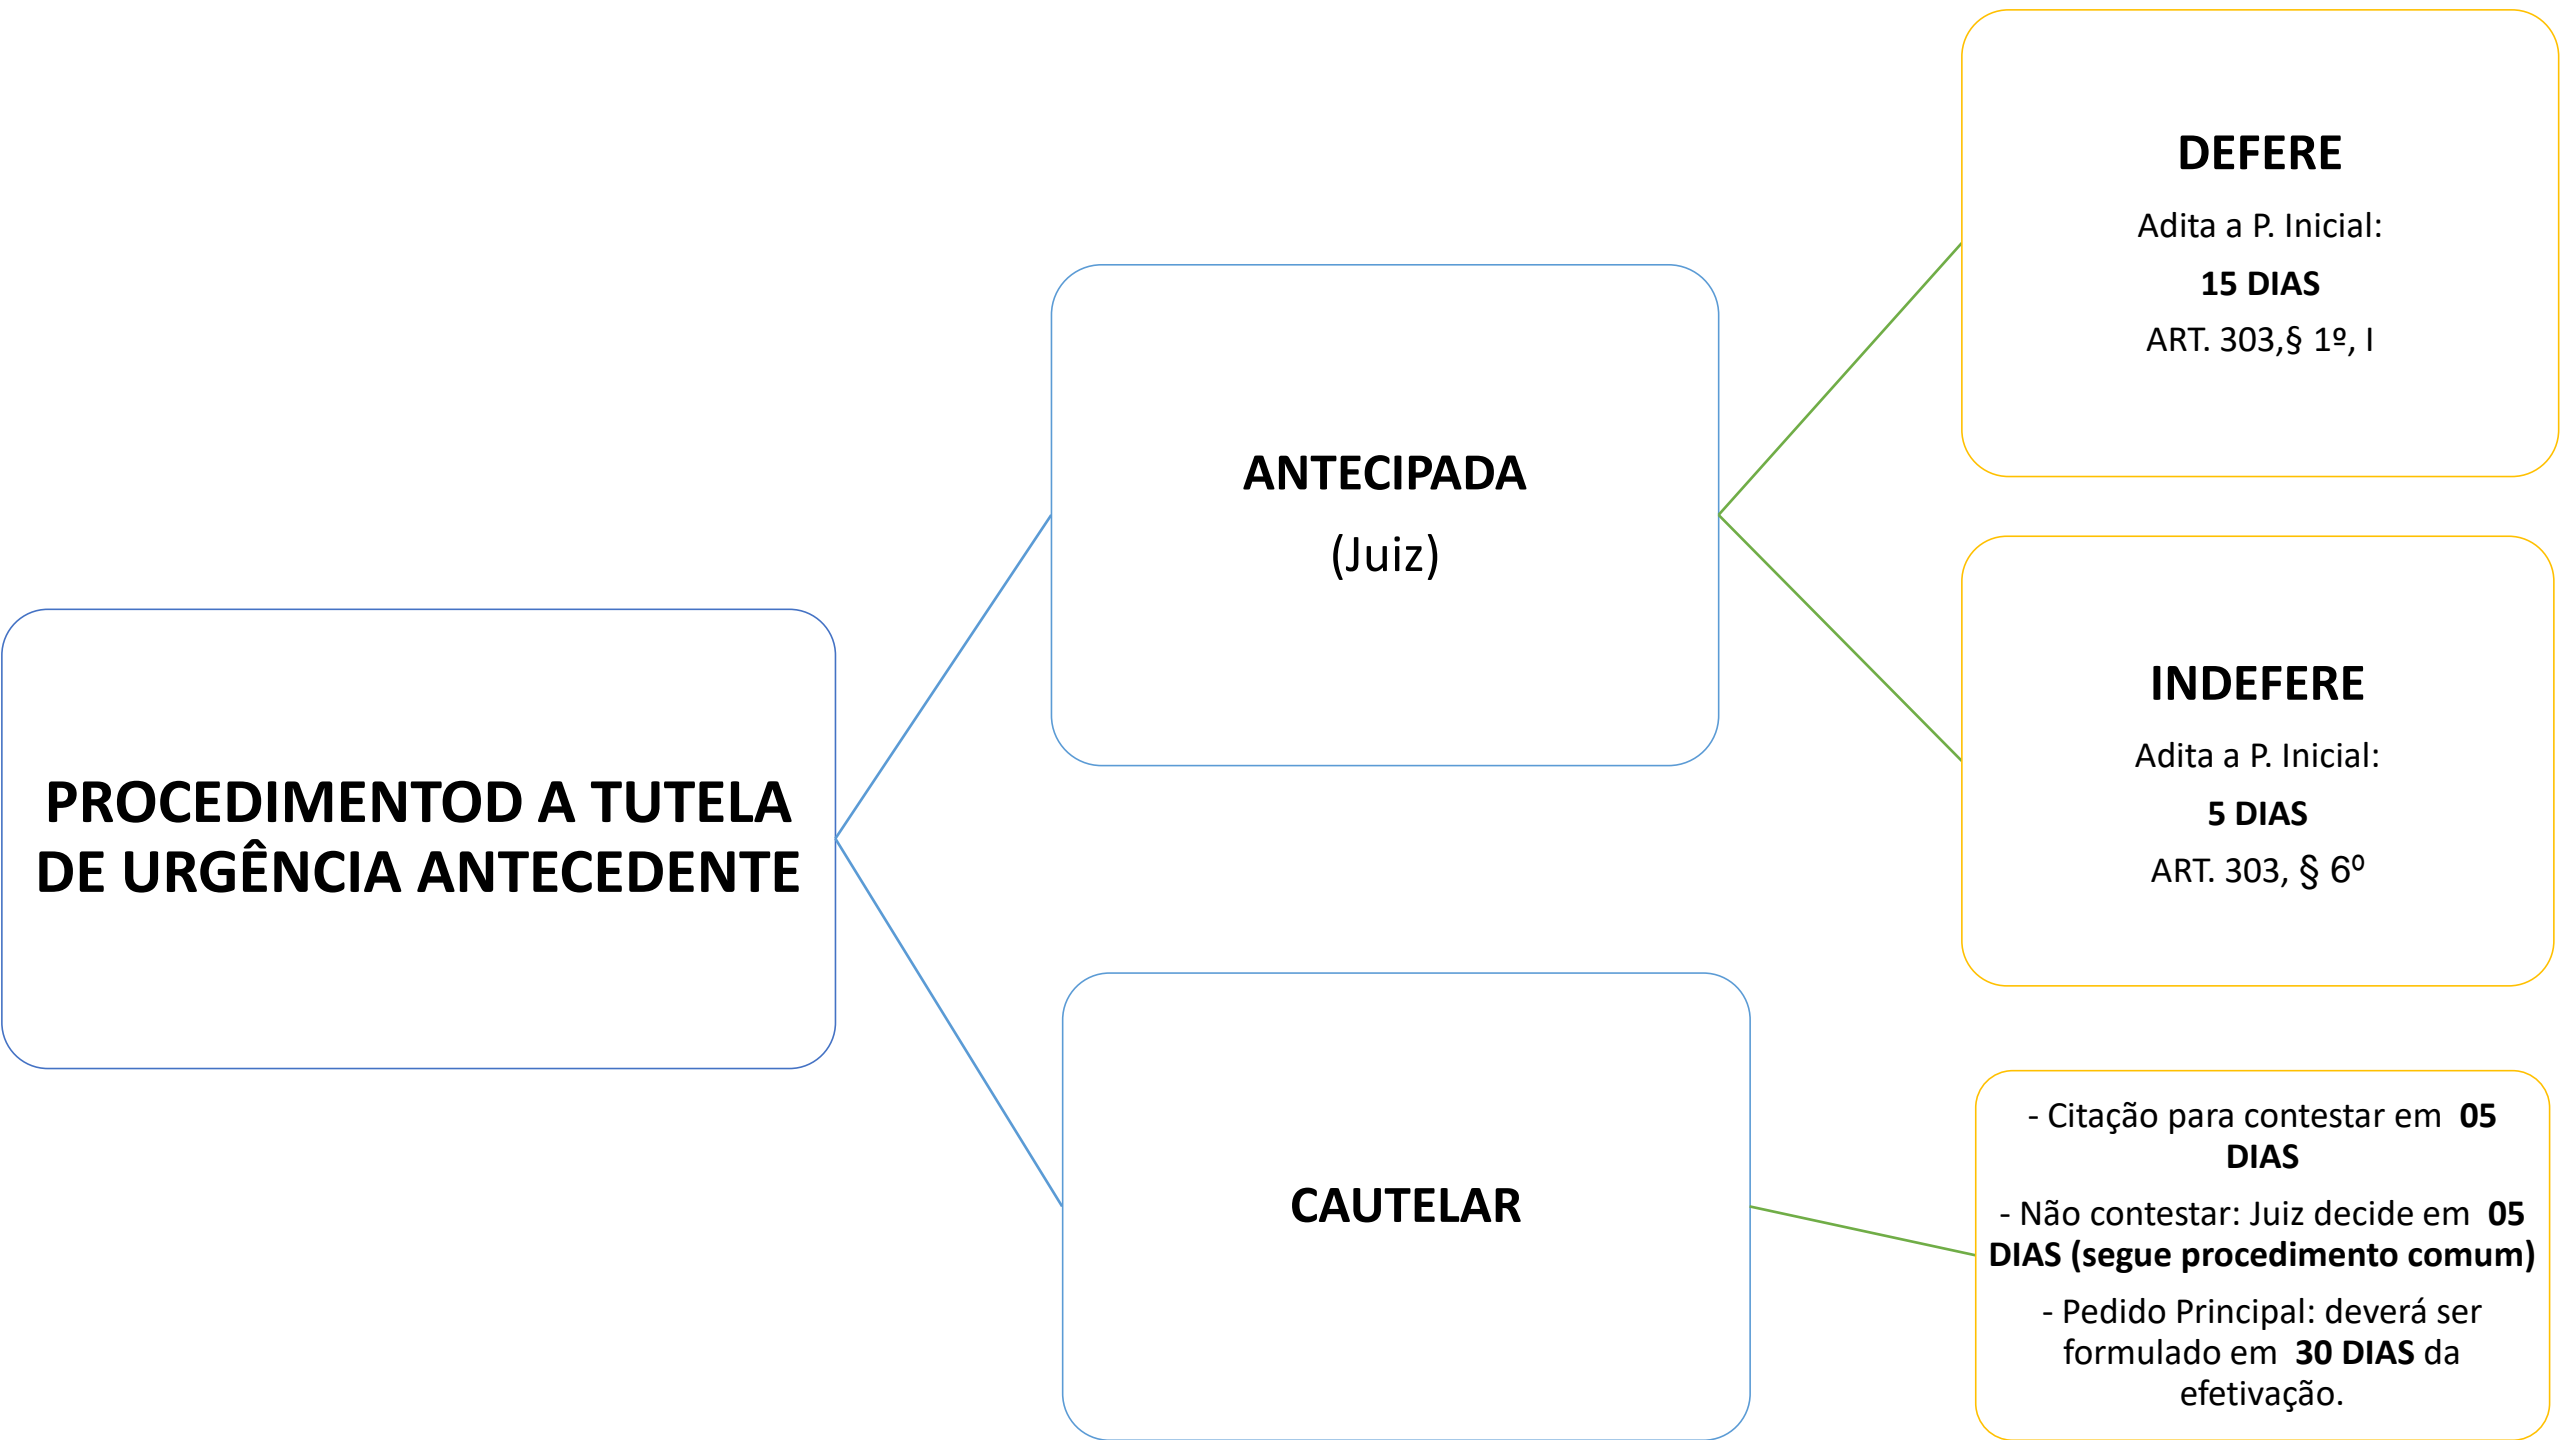 PROCEDIMENTOD A TUTELA
DE URGÊNCIA ANTECEDENTE
ANTECIPADA
(Juiz)
DEFERE
Adita a P. Inicial:
15 DIAS
ART. 303,§ 1º, I
INDEFERE
Adita a P. Inicial:
5 DIAS
ART. 303, § 6⁰
CAUTELAR
- Citação para contestar em 05
DIAS
- Não contestar: Juiz decide em 05
DIAS (segue procedimento comum)
- Pedido Principal: deverá ser
formulado em 30 DIAS da
efetivação.